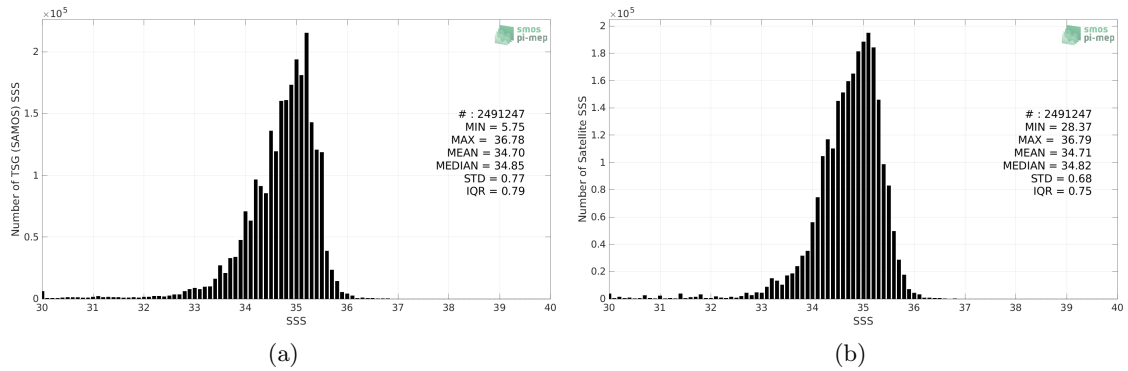 ×10⁵
smos
pi-mep
2
1.5
1
0.5
0
Number of TSG (SAMOS) SSS
# : 2491247
MIN = 5.75
MAX = 36.78
MEAN = 34.70
MEDIAN = 34.85
STD = 0.77
IQR = 0.79
30 31 32 33 34 35 36 37 38 39 40
SSS
(a)
×10⁵
smos
pi-mep
2
1.8
1.6
1.4
1.2
1
0.8
0.6
0.4
0.2
0
Number of Satellite SSS
# : 2491247
MIN = 28.37
MAX = 36.79
MEAN = 34.71
MEDIAN = 34.82
STD = 0.68
IQR = 0.75
30 31 32 33 34 35 36 37 38 39 40
SSS
(b)